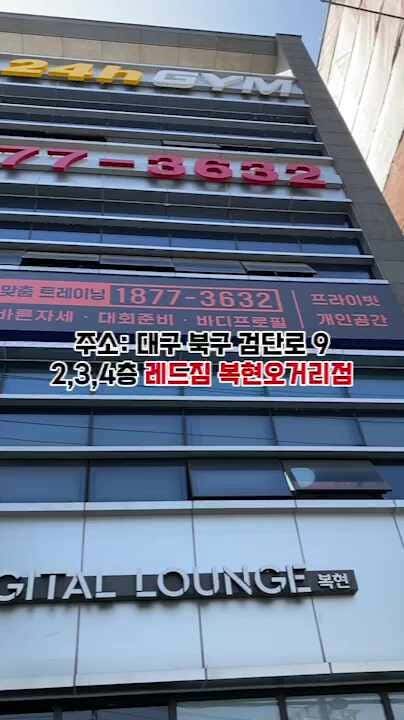 24h GYM
77-3632
맞춤 트레이닝 1877-3632 프라이빗
바른자세 · 대회준비 · 바디프로필 개인공간
주소: 대구 북구 검단로 9
2,3,4층 레드짐 복현오거리점
GITAL LOUNGE 복현